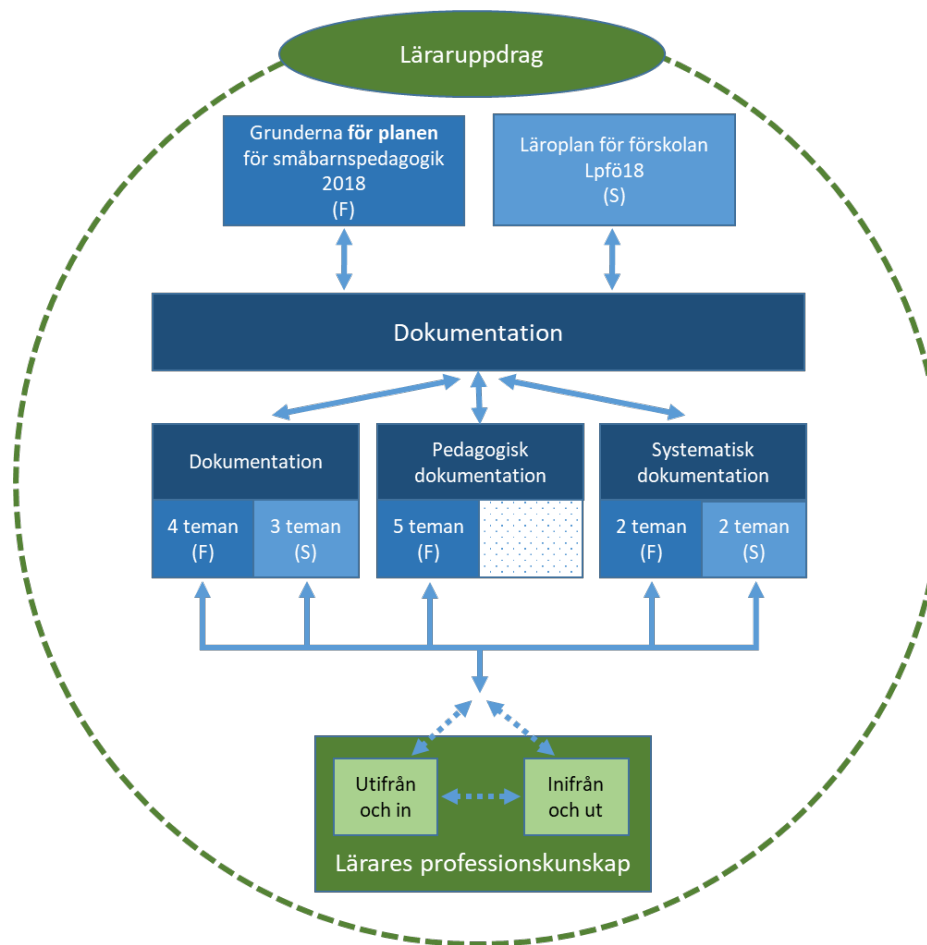 Läraruppdrag
Grunderna för planen
för småbarnspedagogik
2018
(F)
Läroplan för förskolan
Lpfö18
(S)
Dokumentation
Dokumentation
4 teman
(F)
3 teman
(S)
Pedagogisk
dokumentation
5 teman
(F)
Systematisk
dokumentation
2 teman
(F)
2 teman
(S)
Utifrån
och in
Inifrån
och ut
Lärares professionskunskap